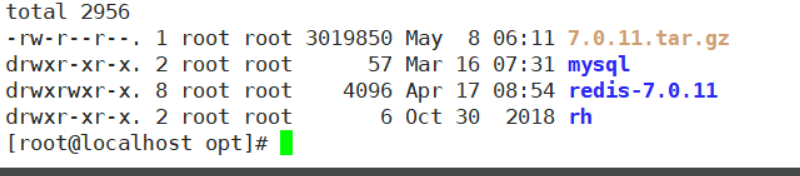 total 2956
-rw-r--r--. 1 root root 3019850 May  8 06:11 7.0.11.tar.gz
drwxr-xr-x. 2 root root      57 Mar 16 07:31 mysql
drwxrwxr-x. 8 root root    4096 Apr 17 08:54 redis-7.0.11
drwxr-xr-x. 2 root root       6 Oct 30  2018 rh
[root@localhost opt]#